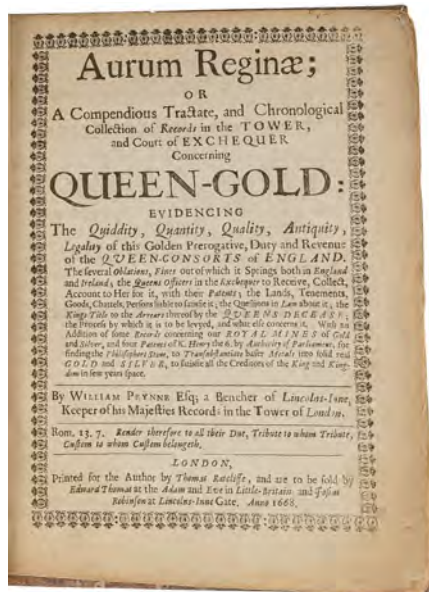 Aurum Reginæ;
OR
A Compendious Tractate, and Chronological
Collection of Records in the TOWER,
and Court of EXCHEQUER
Concerning
QUEEN-GOLD:
EVIDENCING
The Quiddity, Quantity, Quality, Antiquity,
Legality of this Golden Prerogative, Duty and Revenue
of the QUEEN-CONSORTS of ENGLAND.
The several Oblations, Fines out of which it Springs both in England
and Ireland; the Queens Officers in the Exchequer to Receive, Collect,
Account to Her for it, with their Patents; the Lands, Tenements,
Goods, Chattels, Persons liable to satisfie it; the Questions in Law about it; the
Kings Title to the Arrears thereof by the QUEENS DECEASE;
the Process by which it is to be levyed, and what else concerns it. With an
Addition of some Records concerning our ROYAL MINES of Gold
and Silver, and four Patents of K. Henry the 6. by Authority of Parliament, for
finding the Philosophers Stone, to Transubstantiate baser Metals into solid real
GOLD and SILVER, to satisfie all the Creditors of the King and King-
dom in few years space.
By WILLIAM PRYNNE Esq; a Bencher of Lincolns-Inne,
Keeper of his Majesties Records in the Tower of London.
Rom. 13. 7. Render therefore to all their Due, Tribute to whom Tribute,
Custom to whom Custom belongeth.
LONDON,
Printed for the Author by Thomas Ratcliffe, and are to be sold by
Edward Thomas at the Adam and Eve in Little-Britain and Josias
Robinson at Lincolns-Inns Gate. Anno 1668.